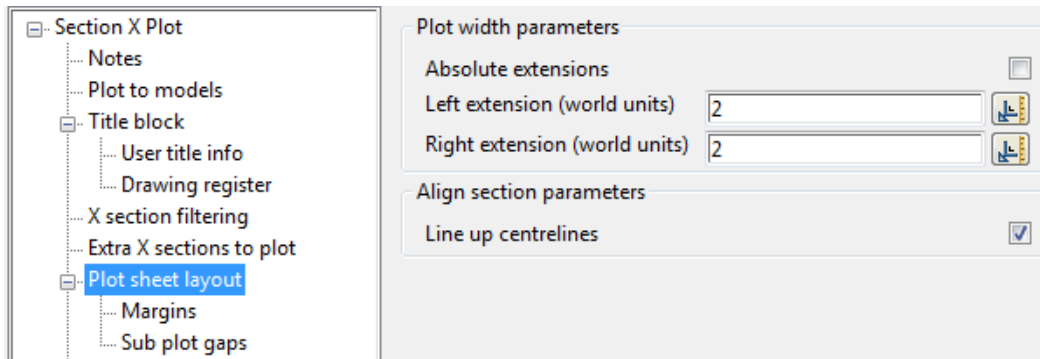 Section X Plot
Notes
Plot to models
Title block
User title info
Drawing register
X section filtering
Extra X sections to plot
Plot sheet layout
Margins
Sub plot gaps
Plot width parameters
Absolute extensions
Left extension (world units) 2
Right extension (world units) 2
Align section parameters
Line up centrelines